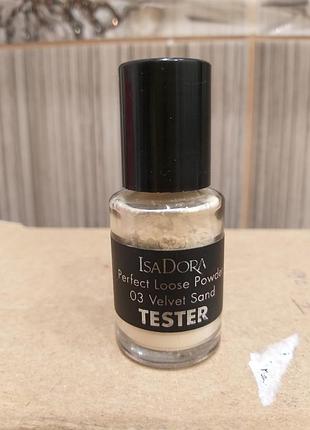 IsaDora
Perfect Loose Powder
03 Velvet Sand
TESTER